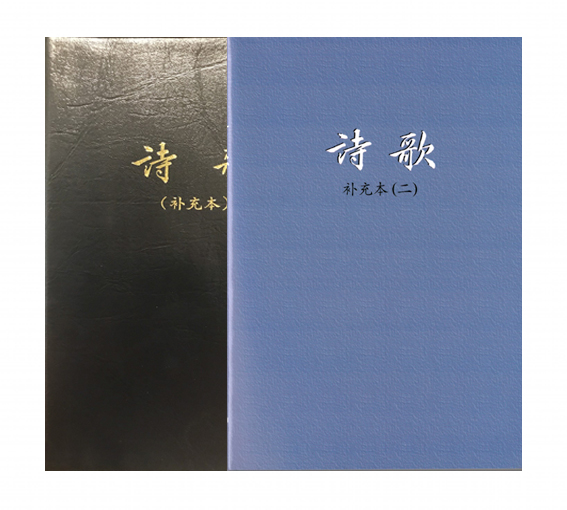 诗
（补充本）
诗歌
补充本(二)